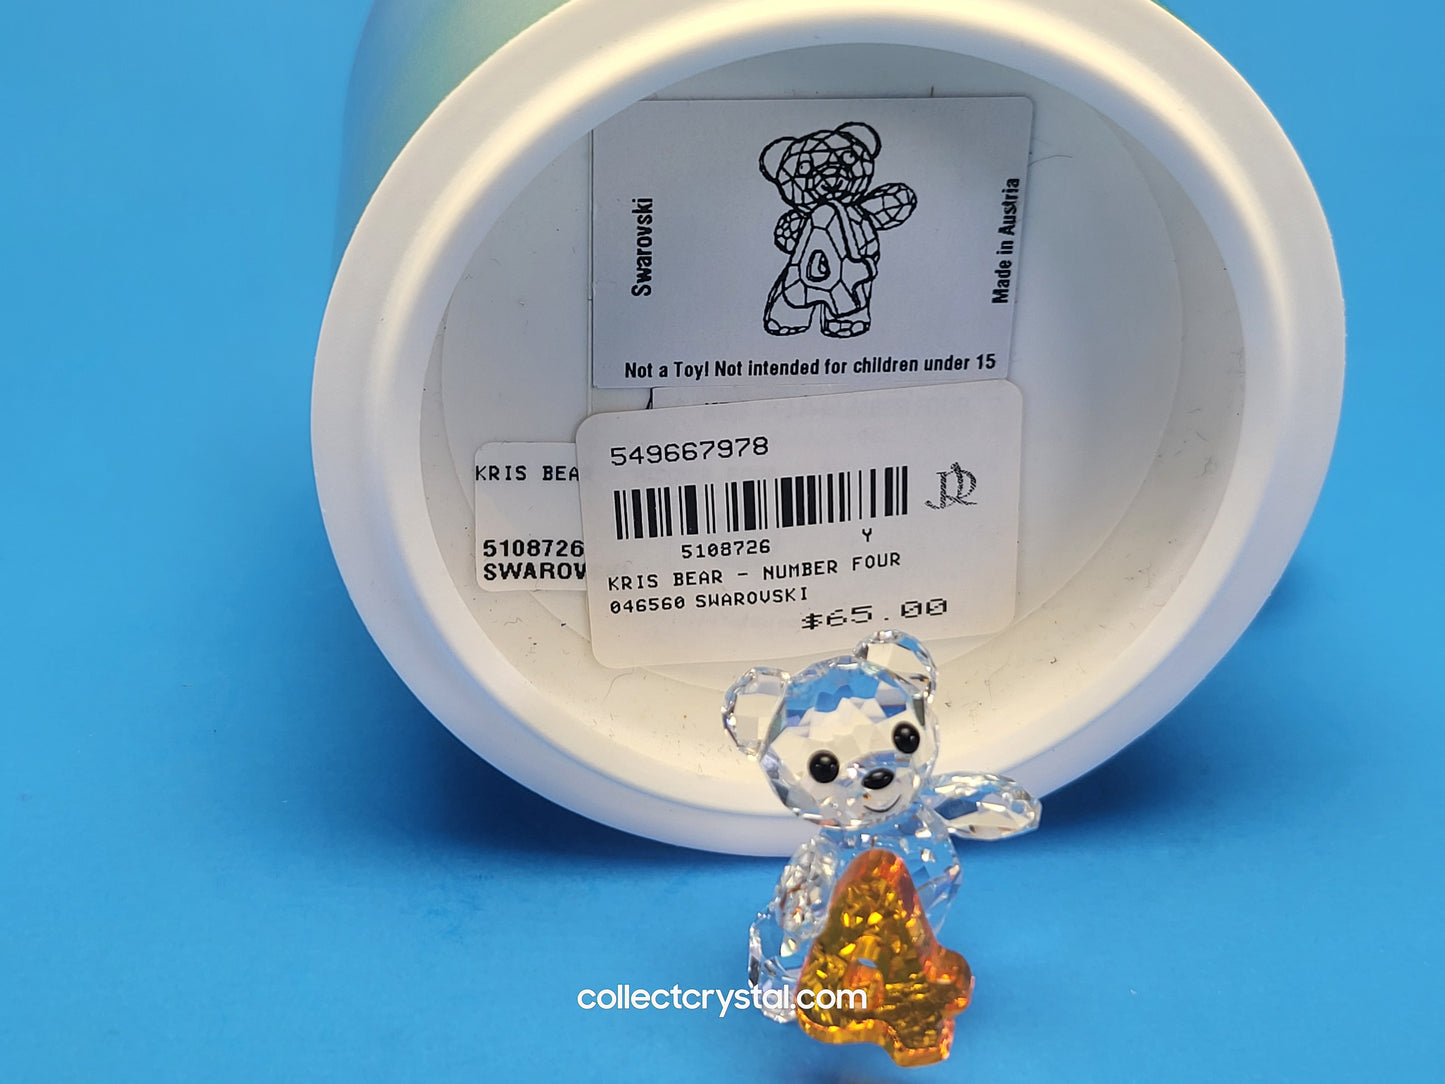 Swarovski
Made in Austria
Not a Toy! Not intended for children under 15
549667978
5108726 Y
KRIS BEAR - NUMBER FOUR
046560 SWAROVSKI
$65.00
KRIS BEA
5108726
SWAROV
collectcrystal.com